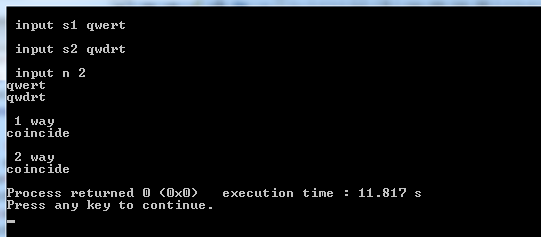 input s1 qwert
input s2 qwdrt
input n 2
qwert
qwdrt
1 way
coincide
2 way
coincide
Process returned 0 (0x0)   execution time : 11.817 s
Press any key to continue.